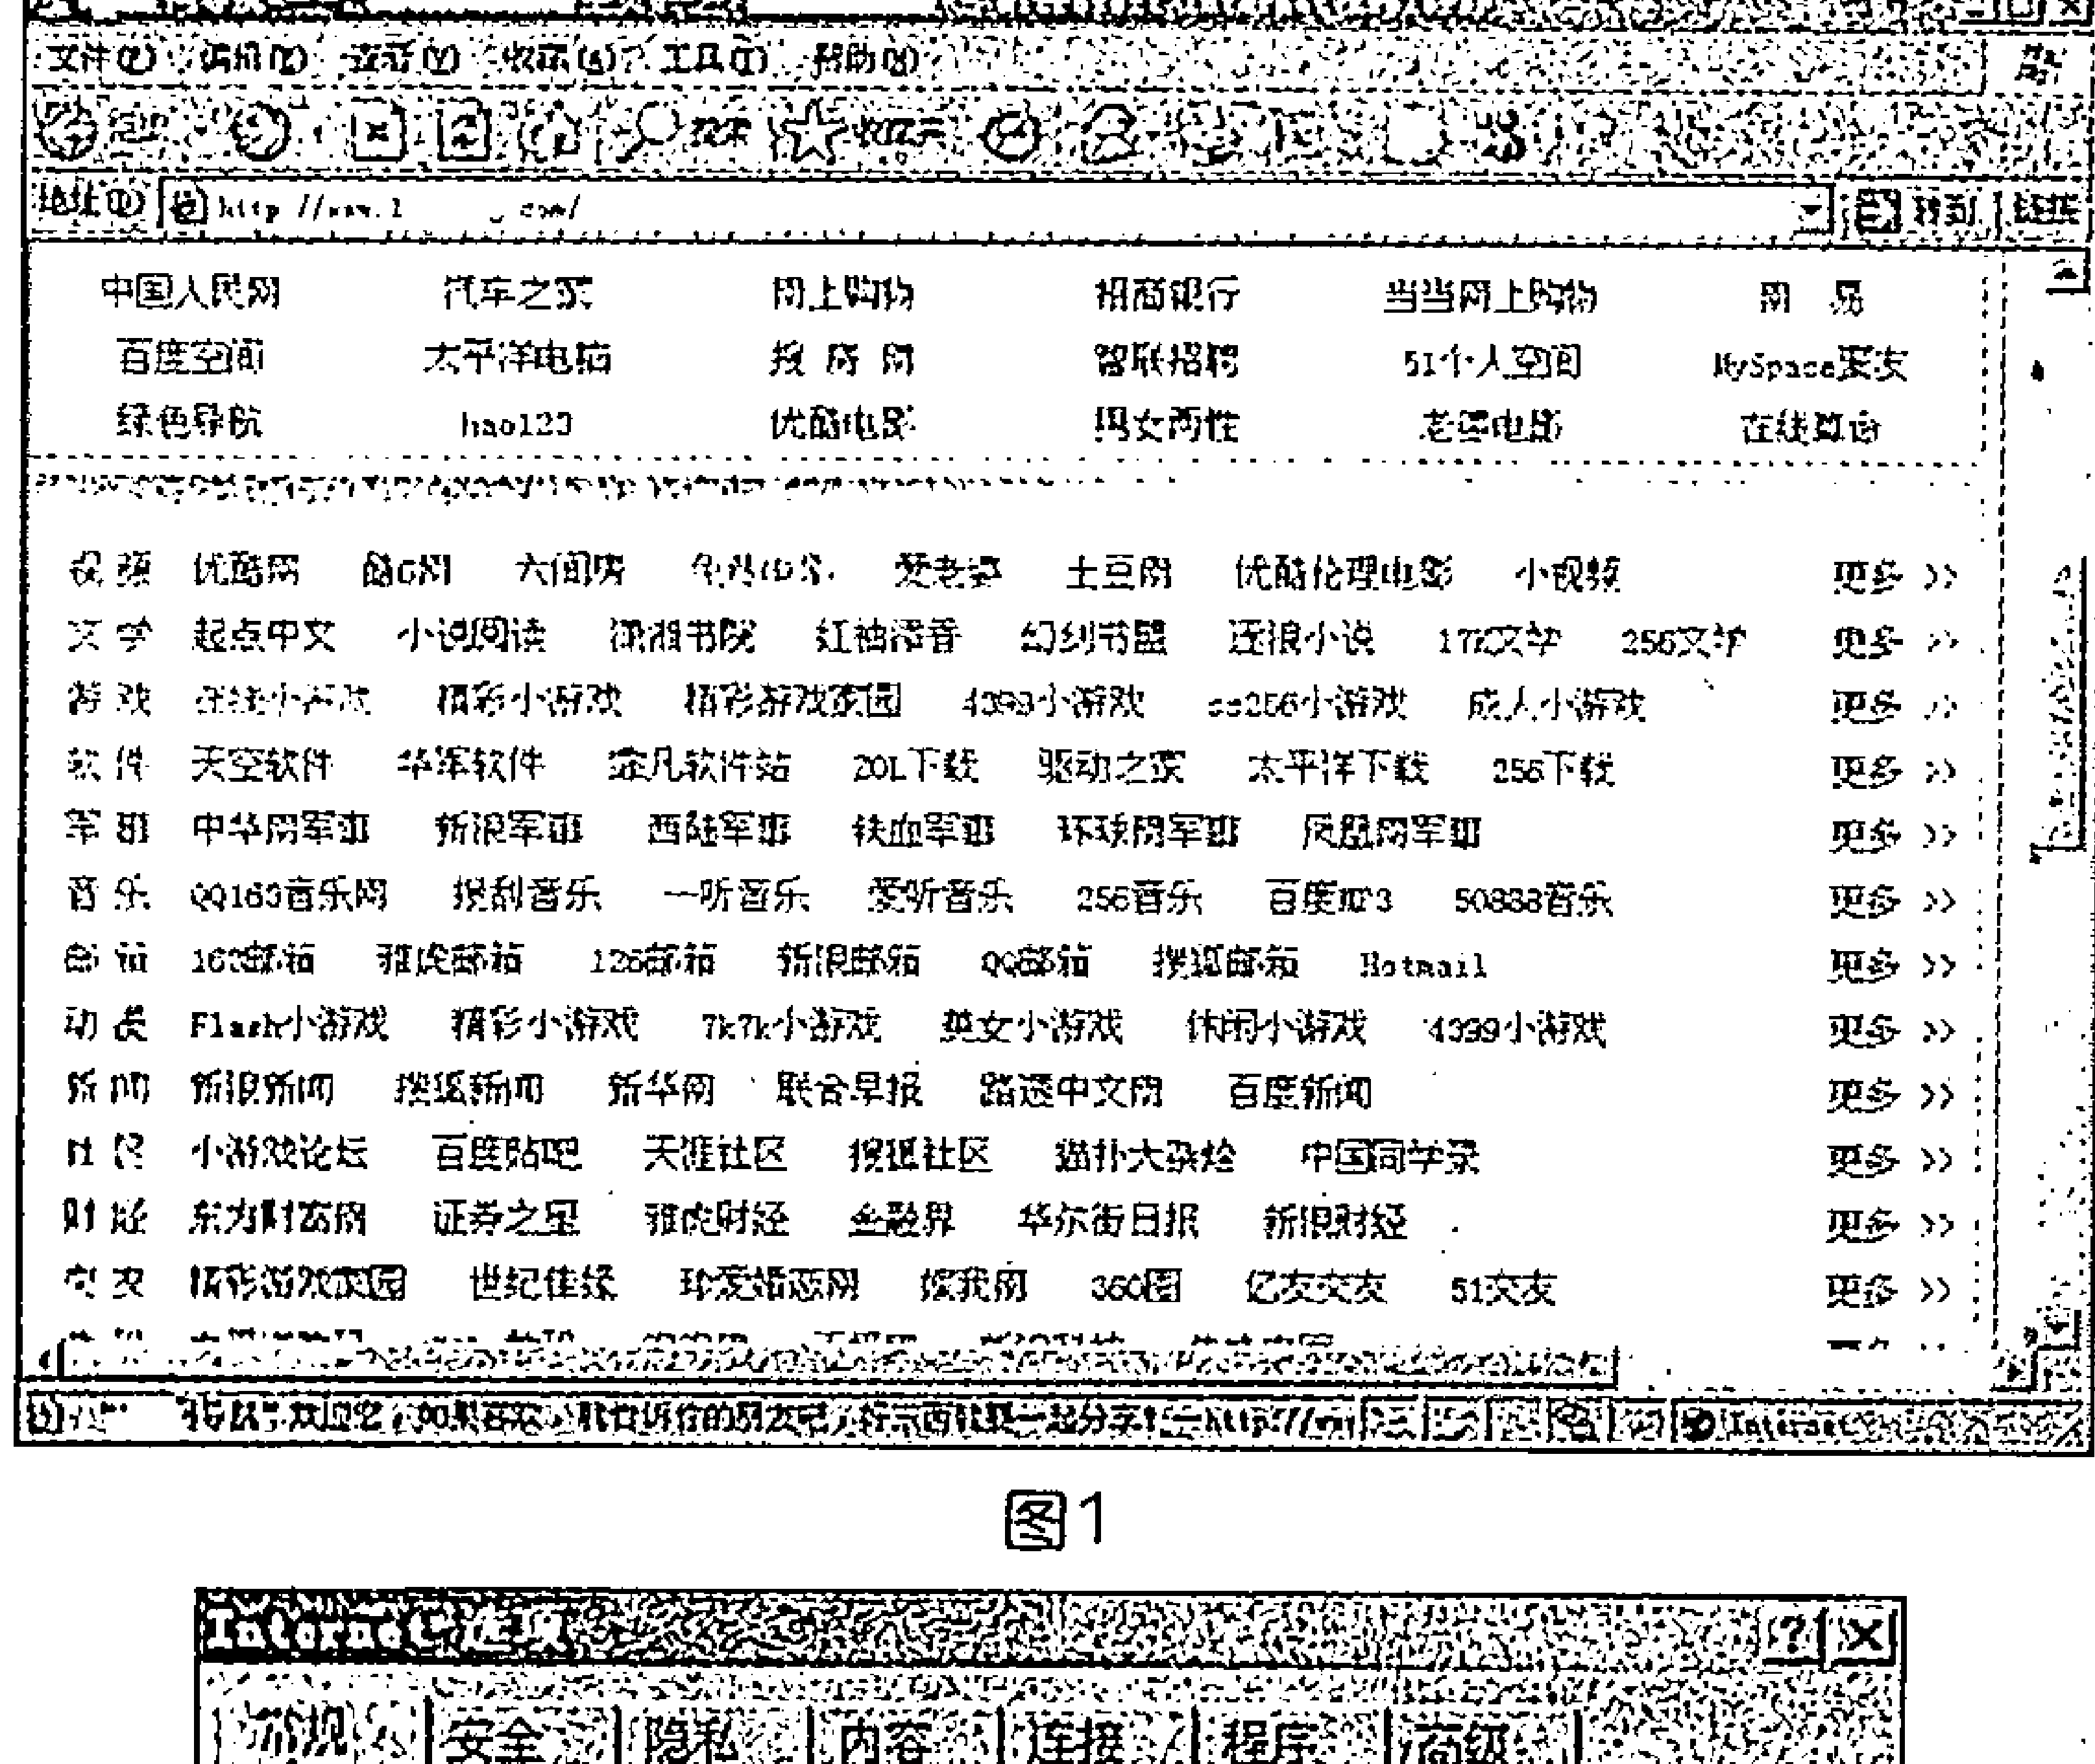 文件(F) 编辑(E) 查看(V) 收藏(A) 工具(T) 帮助(H)
地址(D) http://www.1 .com/ 转到 链接
中国人民网 汽车之家 网上购物 招商银行 当当网上购物 网 易
百度空间 太平洋电脑 搜房网 智联招聘 51个人空间 MySpace聚友
绿色导航 hao123 优酷电影 男女两性 老婆电影 在线算命
视频 优酷网 酷6网 六间房 爱老婆 土豆网 优酷伦理电影 小视频 更多 >>
文学 起点中文 小说阅读 潇湘书院 红袖添香 幻剑书盟 逐浪小说 17K文学 256文学 更多 >>
游戏 在线小游戏 精彩小游戏 精彩游戏家园 4399小游戏 cc256小游戏 成人小游戏 更多 >>
软件 天空软件 华军软件 霏凡软件站 ZOL下载 驱动之家 太平洋下载 256下载 更多 >>
军事 中华网军事 新浪军事 西陆军事 铁血军事 环球网军事 凤凰网军事 更多 >>
音乐 QQ163音乐网 搜刮音乐 一听音乐 爱听音乐 256音乐 百度MP3 50888音乐 更多 >>
邮箱 163邮箱 雅虎邮箱 126邮箱 新浪邮箱 QQ邮箱 搜狐邮箱 Hotmail 更多 >>
动漫 Flash小游戏 精彩小游戏 7k7k小游戏 美女小游戏 休闲小游戏 4399小游戏 更多 >>
新闻 新浪新闻 搜狐新闻 新华网 联合早报 路透中文网 百度新闻 更多 >>
社区 小游戏论坛 百度贴吧 天涯社区 搜狐社区 猫扑大杂烩 中国同学录 更多 >>
财经 东方财富网 证券之星 雅虎财经 金融界 华尔街日报 新浪财经 更多 >>
交友 精彩游戏家园 世纪佳缘 珍爱婚恋网 嫁我网 360圈 亿友交友 51交友 更多 >>
Internet
图1
Internet 选项
常规 安全 隐私 内容 连接 程序 高级